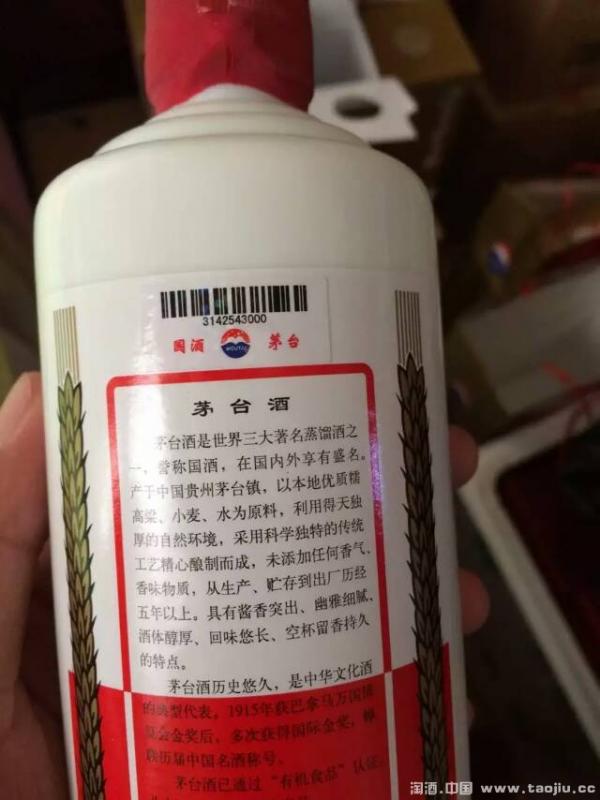 3142543000
国酒 MOUTAI 茅台
茅台酒
茅台酒是世界三大著名蒸馏酒之
一，誉称国酒，在国内外享有盛名。
产于中国贵州茅台镇，以本地优质糯
高粱、小麦、水为原料，利用得天独
厚的自然环境，采用科学独特的传统
工艺精心酿制而成，未添加任何香气、
香味物质，从生产、贮存到出厂历经
五年以上。具有酱香突出、幽雅细腻、
酒体醇厚、回味悠长、空杯留香持久
的特点。
茅台酒历史悠久，是中华文化酒
的典型代表。1915年获巴拿马万国博
览会金奖后，多次获得国际金奖，蝉
联历届中国名酒称号。
茅台酒已通过“有机食品”认证，
淘酒.中国 www.taojiu.cc